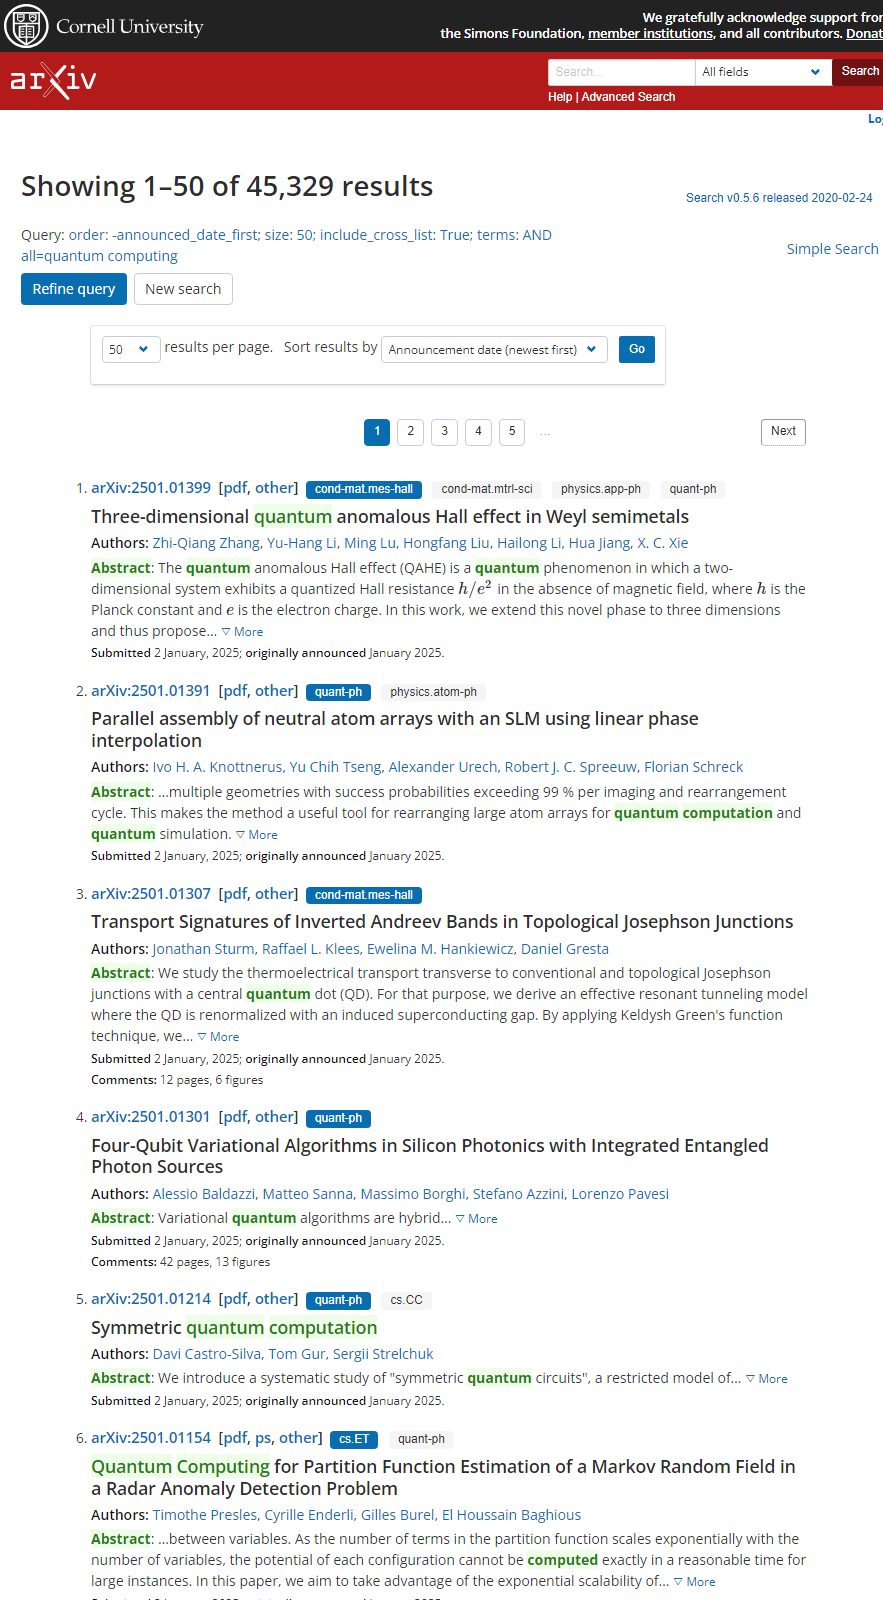 Cornell University
We gratefully acknowledge support from
the Simons Foundation, member institutions, and all contributors. Donat
arXiv
Search...
All fields
Search
Help | Advanced Search
Showing 1–50 of 45,329 results
Search v0.5.6 released 2020-02-24
Query: order: -announced_date_first; size: 50; include_cross_list: True; terms: AND
all=quantum computing
Simple Search
Refine query
New search
50 results per page. Sort results by Announcement date (newest first) Go
1 2 3 4 5 ... Next
1. arXiv:2501.01399 [pdf, other] cond-mat.mes-hall cond-mat.mtrl-sci physics.app-ph quant-ph
Three-dimensional quantum anomalous Hall effect in Weyl semimetals
Authors: Zhi-Qiang Zhang, Yu-Hang Li, Ming Lu, Hongfang Liu, Hailong Li, Hua Jiang, X. C. Xie
Abstract: The quantum anomalous Hall effect (QAHE) is a quantum phenomenon in which a two-
dimensional system exhibits a quantized Hall resistance h/e² in the absence of magnetic field, where h is the
Planck constant and e is the electron charge. In this work, we extend this novel phase to three dimensions
and thus propose... ▽ More
Submitted 2 January, 2025; originally announced January 2025.
2. arXiv:2501.01391 [pdf, other] quant-ph physics.atom-ph
Parallel assembly of neutral atom arrays with an SLM using linear phase
interpolation
Authors: Ivo H. A. Knottnerus, Yu Chih Tseng, Alexander Urech, Robert J. C. Spreeuw, Florian Schreck
Abstract: ...multiple geometries with success probabilities exceeding 99 % per imaging and rearrangement
cycle. This makes the method a useful tool for rearranging large atom arrays for quantum computation and
quantum simulation. ▽ More
Submitted 2 January, 2025; originally announced January 2025.
3. arXiv:2501.01307 [pdf, other] cond-mat.mes-hall
Transport Signatures of Inverted Andreev Bands in Topological Josephson Junctions
Authors: Jonathan Sturm, Raffael L. Klees, Ewelina M. Hankiewicz, Daniel Gresta
Abstract: We study the thermoelectrical transport transverse to conventional and topological Josephson
junctions with a central quantum dot (QD). For that purpose, we derive an effective resonant tunneling model
where the QD is renormalized with an induced superconducting gap. By applying Keldysh Green's function
technique, we... ▽ More
Submitted 2 January, 2025; originally announced January 2025.
Comments: 12 pages, 6 figures
4. arXiv:2501.01301 [pdf, other] quant-ph
Four-Qubit Variational Algorithms in Silicon Photonics with Integrated Entangled
Photon Sources
Authors: Alessio Baldazzi, Matteo Sanna, Massimo Borghi, Stefano Azzini, Lorenzo Pavesi
Abstract: Variational quantum algorithms are hybrid... ▽ More
Submitted 2 January, 2025; originally announced January 2025.
Comments: 42 pages, 13 figures
5. arXiv:2501.01214 [pdf, other] quant-ph cs.CC
Symmetric quantum computation
Authors: Davi Castro-Silva, Tom Gur, Sergii Strelchuk
Abstract: We introduce a systematic study of "symmetric quantum circuits", a restricted model of... ▽ More
Submitted 2 January, 2025; originally announced January 2025.
6. arXiv:2501.01154 [pdf, ps, other] cs.ET quant-ph
Quantum Computing for Partition Function Estimation of a Markov Random Field in
a Radar Anomaly Detection Problem
Authors: Timothe Presles, Cyrille Enderli, Gilles Burel, El Houssain Baghious
Abstract: ...between variables. As the number of terms in the partition function scales exponentially with the
number of variables, the potential of each configuration cannot be computed exactly in a reasonable time for
large instances. In this paper, we aim to take advantage of the exponential scalability of... ▽ More